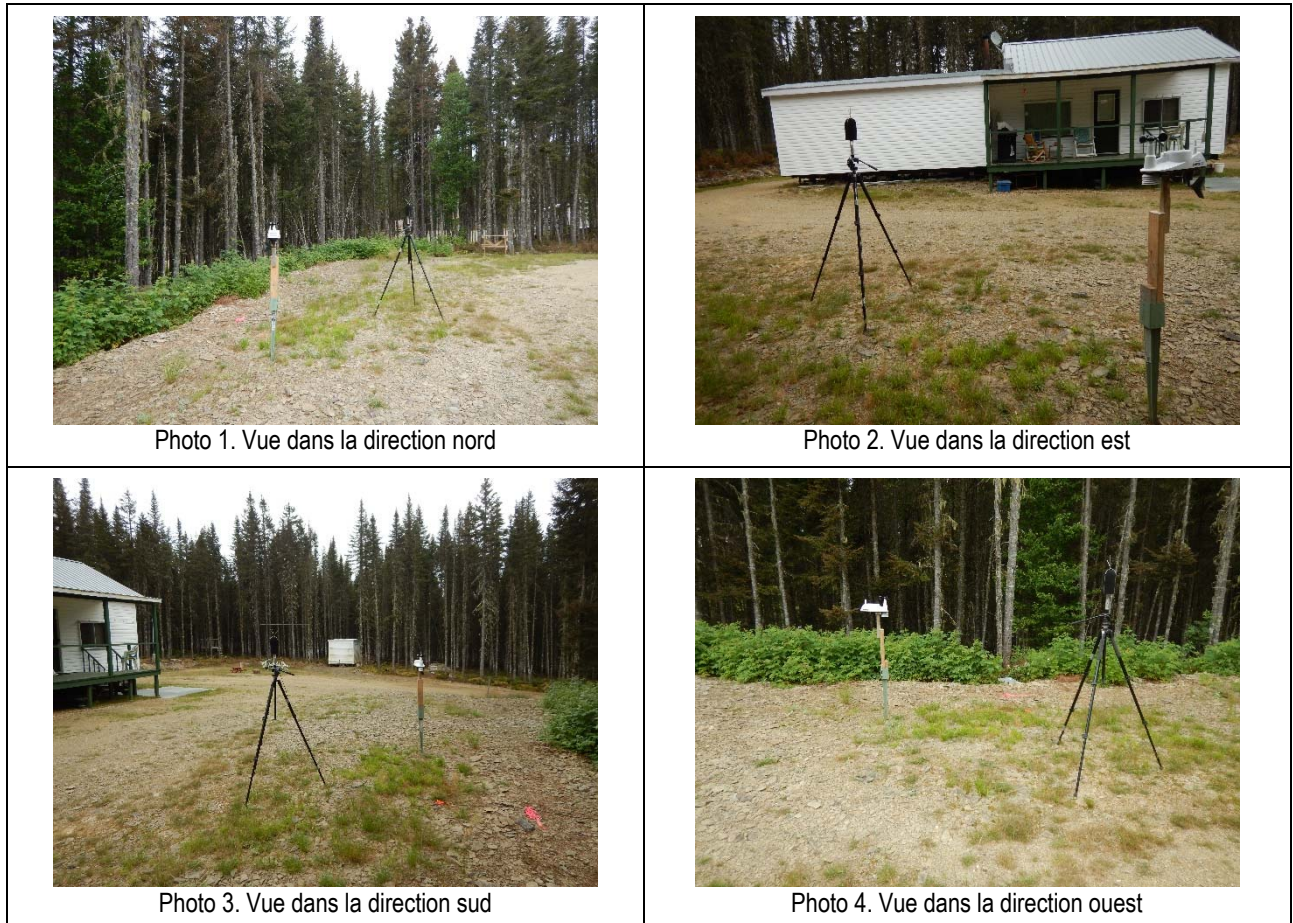 Photo 1. Vue dans la direction nord
Photo 2. Vue dans la direction est
Photo 3. Vue dans la direction sud
Photo 4. Vue dans la direction ouest